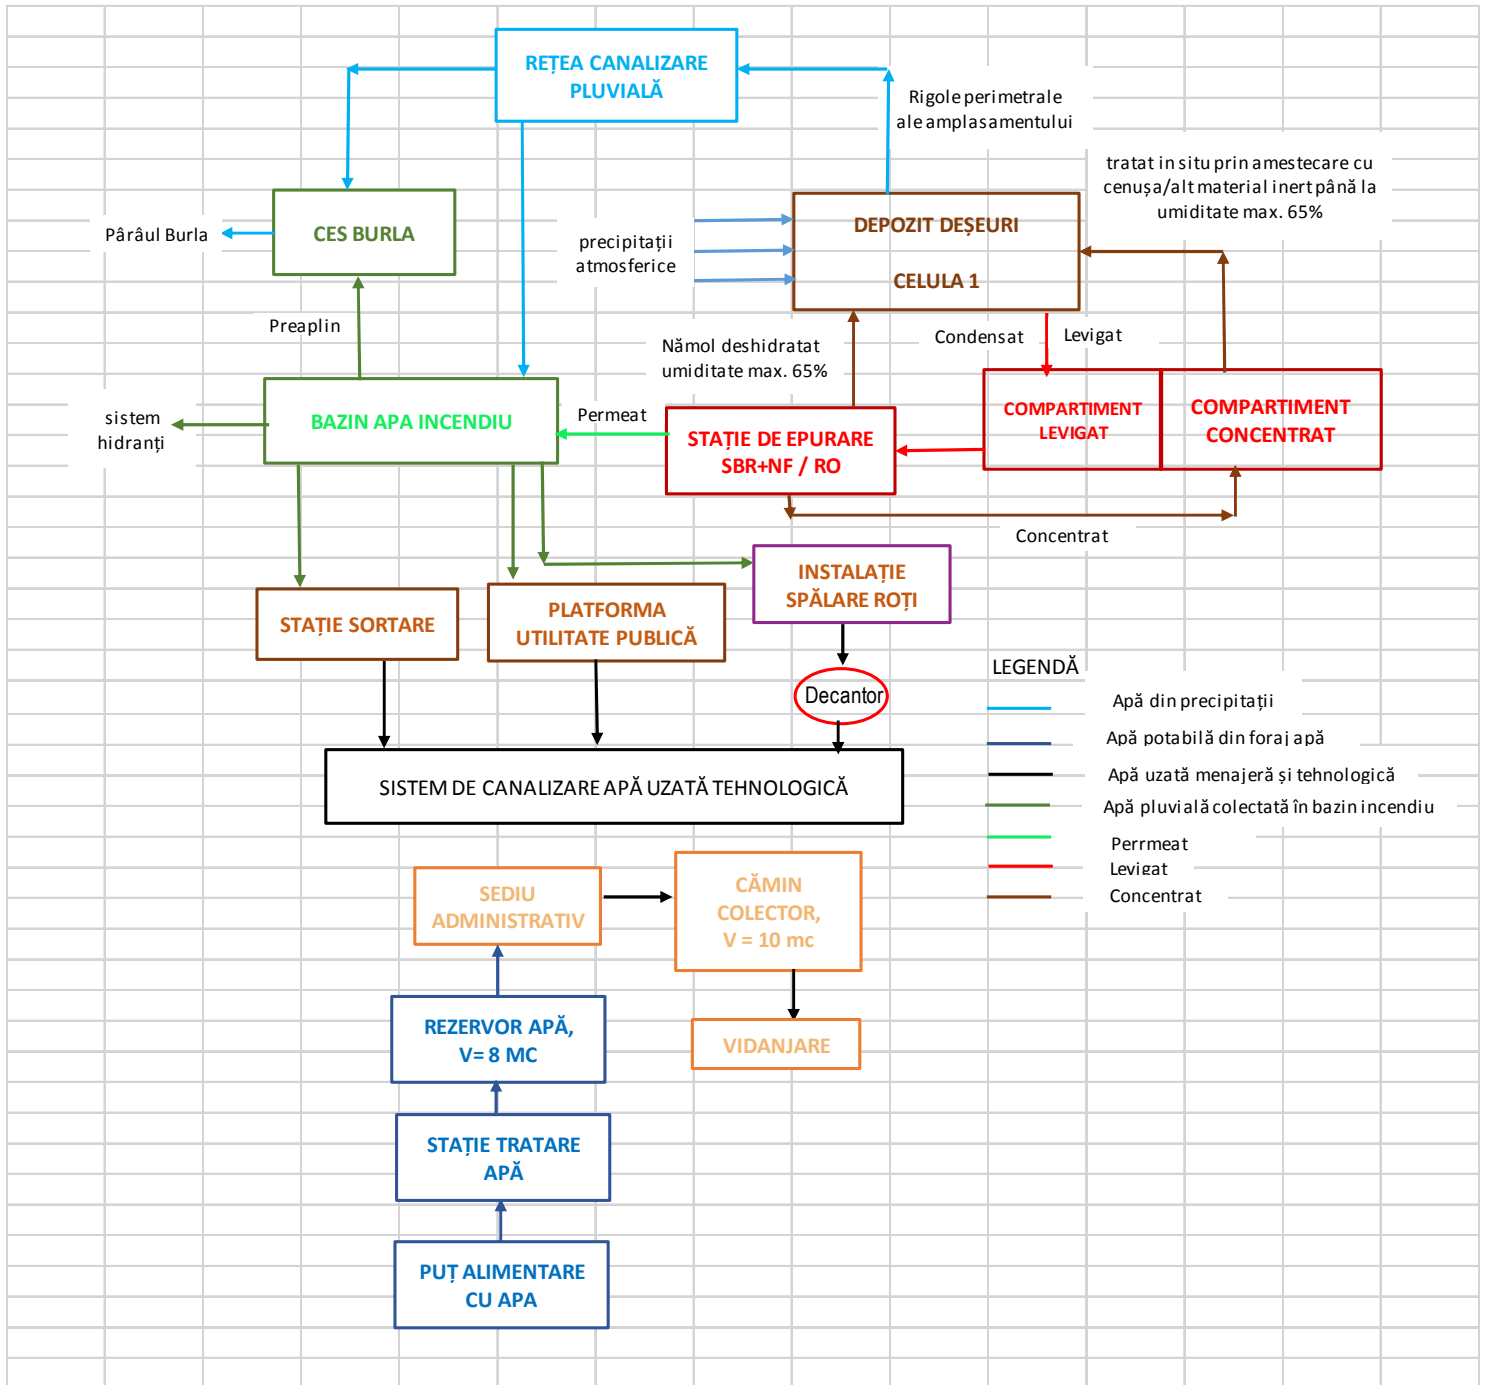 REȚEA CANALIZARE
PLUVIALĂ
Rigole perimetrale
ale amplasamentului
tratat in situ prin amestecare cu
cenușa/alt material inert până la
umiditate max. 65%
Pârâul Burla
CES BURLA
precipitații
atmosferice
DEPOZIT DEȘEURI
CELULA 1
Preaplin
Nămol deshidratat
umiditate max. 65%
Condensat
Levigat
sistem
hidranți
BAZIN APA INCENDIU
Permeat
STAȚIE DE EPURARE
SBR+NF / RO
COMPARTIMENT
LEVIGAT
COMPARTIMENT
CONCENTRAT
Concentrat
STAȚIE SORTARE
PLATFORMA
UTILITATE PUBLICĂ
INSTALAȚIE
SPĂLARE ROȚI
Decantor
SISTEM DE CANALIZARE APĂ UZATĂ TEHNOLOGICĂ
LEGENDĂ
Apă din precipitații
Apă potabilă din foraj apă
Apă uzată menajeră și tehnologică
Apă pluvială colectată în bazin incendiu
Perrmeat
Levigat
Concentrat
SEDIU
ADMINISTRATIV
CĂMIN
COLECTOR,
V = 10 mc
REZERVOR APĂ,
V= 8 MC
VIDANJARE
STAȚIE TRATARE
APĂ
PUȚ ALIMENTARE
CU APA